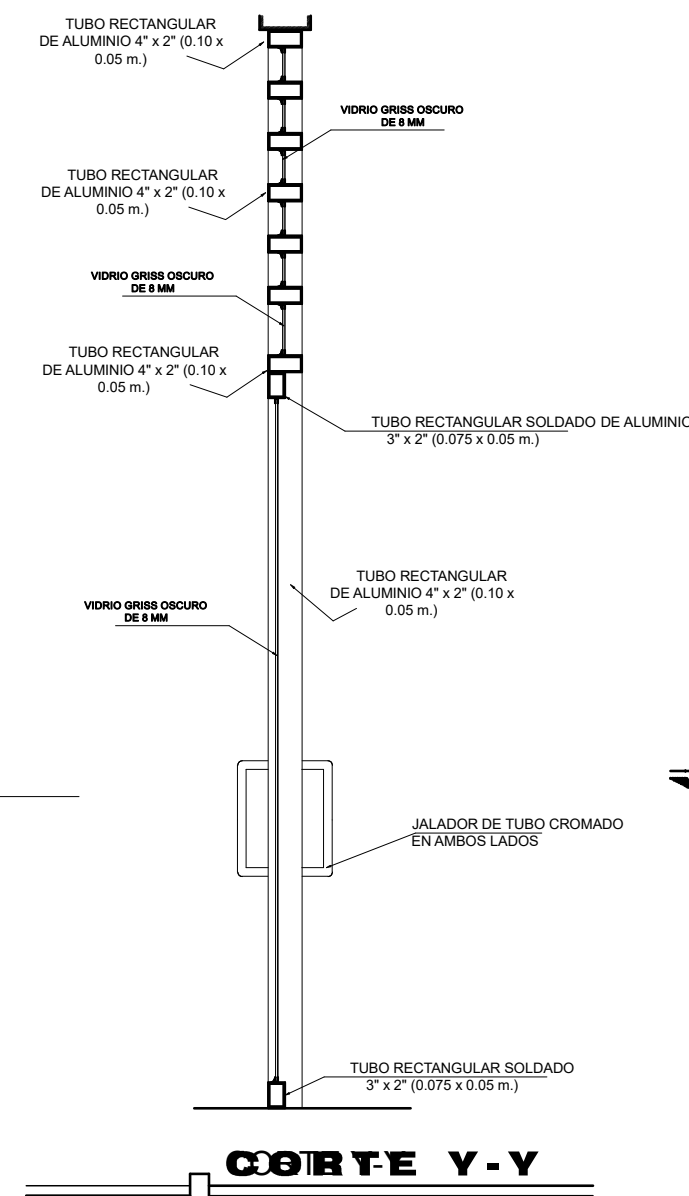 TUBO RECTANGULAR
DE ALUMINIO 4" x 2" (0.10 x
0.05 m.)
VIDRIO GRISS OSCURO
DE 8 MM
TUBO RECTANGULAR
DE ALUMINIO 4" x 2" (0.10 x
0.05 m.)
VIDRIO GRISS OSCURO
DE 8 MM
TUBO RECTANGULAR
DE ALUMINIO 4" x 2" (0.10 x
0.05 m.)
TUBO RECTANGULAR SOLDADO DE ALUMINIO
3" x 2" (0.075 x 0.05 m.)
TUBO RECTANGULAR
DE ALUMINIO 4" x 2" (0.10 x
0.05 m.)
VIDRIO GRISS OSCURO
DE 8 MM
JALADOR DE TUBO CROMADO
EN AMBOS LADOS
TUBO RECTANGULAR SOLDADO
3" x 2" (0.075 x 0.05 m.)
CORTE Y-Y